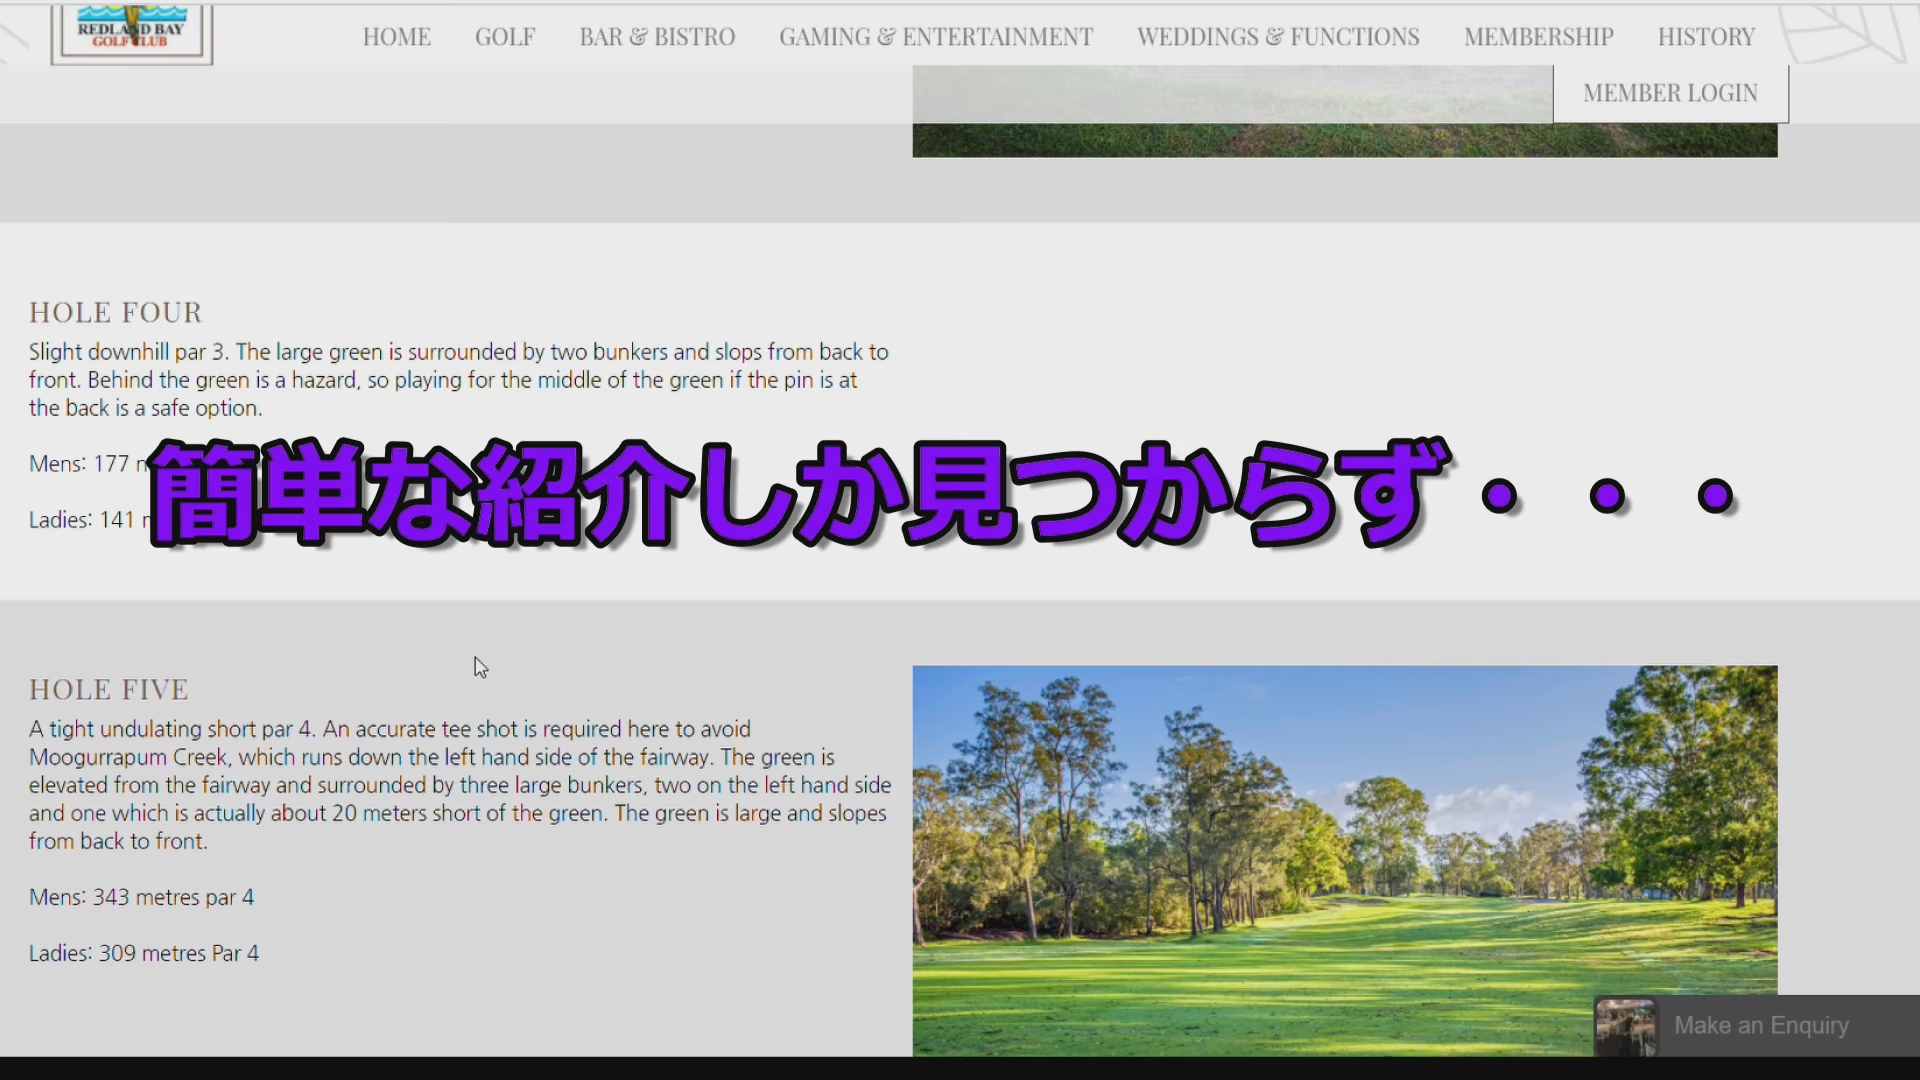 REDLAND BAY
GOLF CLUB
HOME
GOLF
BAR & BISTRO
GAMING & ENTERTAINMENT
WEDDINGS & FUNCTIONS
MEMBERSHIP
HISTORY
MEMBER LOGIN
HOLE FOUR
Slight downhill par 3. The large green is surrounded by two bunkers and slops from back to
front. Behind the green is a hazard, so playing for the middle of the green if the pin is at
the back is a safe option.
Mens: 177
簡単な紹介しか見つからず・・・
Ladies: 141
HOLE FIVE
A tight undulating short par 4. An accurate tee shot is required here to avoid
Moogurrapum Creek, which runs down the left hand side of the fairway. The green is
elevated from the fairway and surrounded by three large bunkers, two on the left hand side
and one which is actually about 20 meters short of the green. The green is large and slopes
from back to front.
Mens: 343 metres par 4
Ladies: 309 metres Par 4
Make an Enquiry